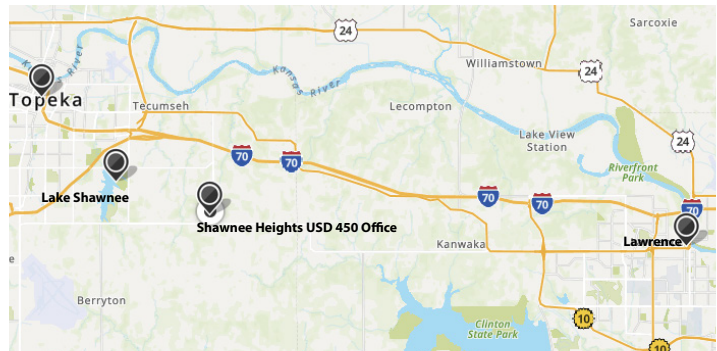 24
Sarcoxie
Kansas River
Williamstown
24
Kansas
River
Topeka
Tecumseh
Lecompton
Lake View
Station
24
70
70
Riverfront
Park
Lake Shawnee
70
70
70
Shawnee Heights USD 450 Office
Kanwaka
Lawrence
Berryton
Clinton
State Park
10
10